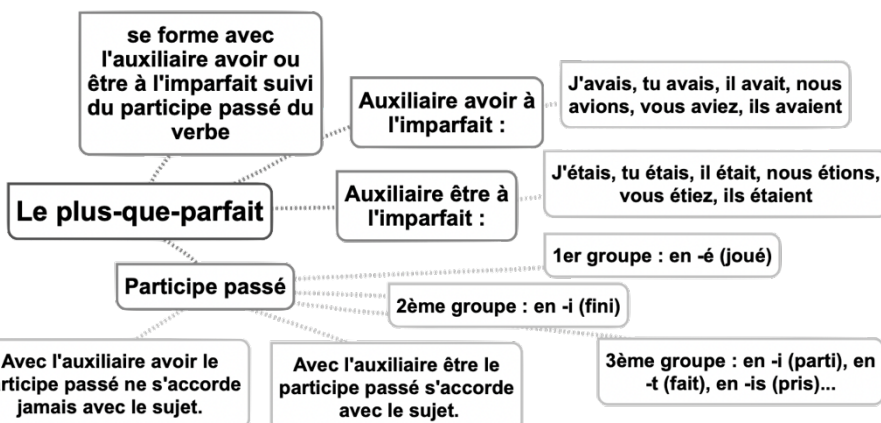 se forme avec
l'auxiliaire avoir ou
être à l'imparfait suivi
du participe passé du
verbe
Auxiliaire avoir à
l'imparfait :
J'avais, tu avais, il avait, nous
avions, vous aviez, ils avaient
Le plus-que-parfait
Auxiliaire être à
l'imparfait :
J'étais, tu étais, il était, nous étions,
vous étiez, ils étaient
Participe passé
1er groupe : en -é (joué)
2ème groupe : en -i (fini)
3ème groupe : en -i (parti), en
-t (fait), en -is (pris)...
Avec l'auxiliaire avoir le
rticipe passé ne s'accorde
jamais avec le sujet.
Avec l'auxiliaire être le
participe passé s'accorde
avec le sujet.